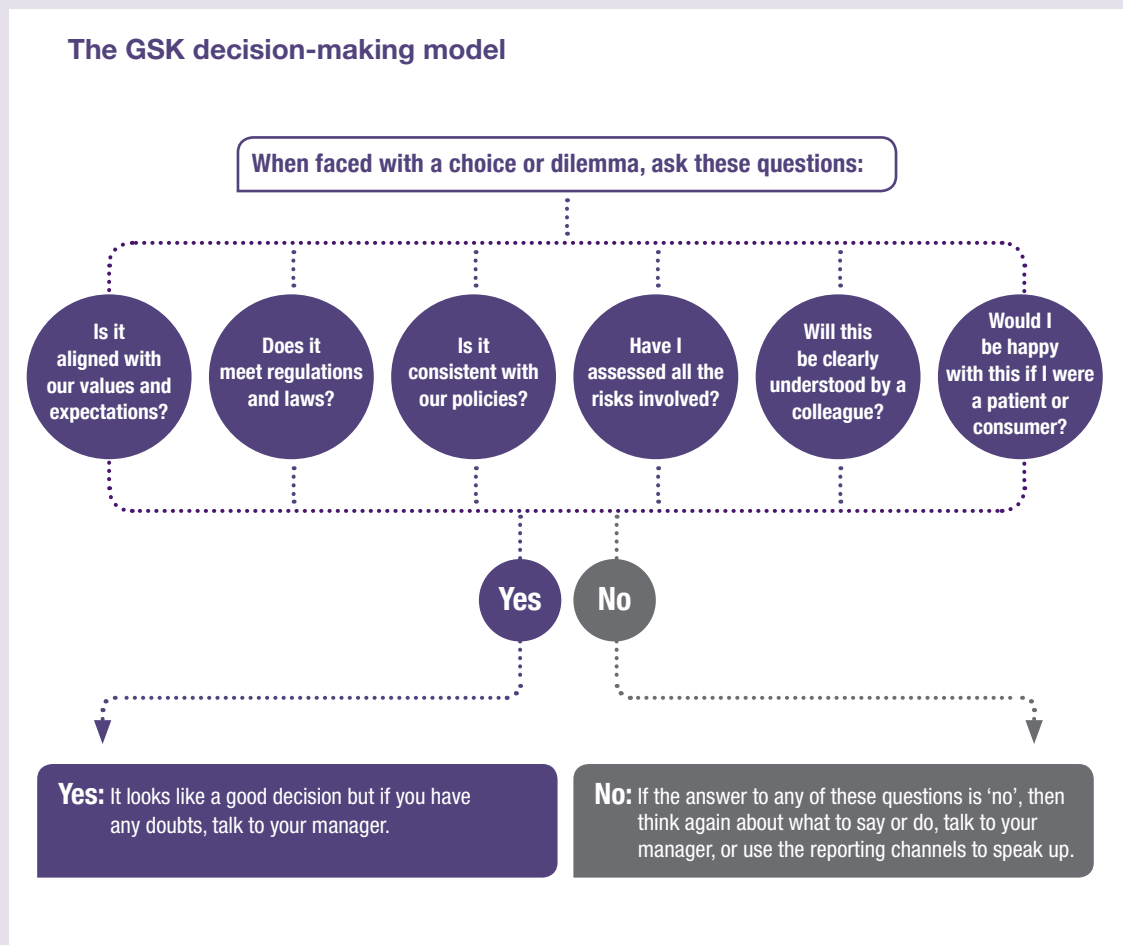 The GSK decision-making model
When faced with a choice or dilemma, ask these questions:
Is it
aligned with
our values and
expectations?
Does it
meet regulations
and laws?
Is it
consistent with
our policies?
Have I
assessed all the
risks involved?
Will this
be clearly
understood by a
colleague?
Would I
be happy
with this if I were
a patient or
consumer?
Yes
No
Yes: It looks like a good decision but if you have
any doubts, talk to your manager.
No: If the answer to any of these questions is ‘no’, then
think again about what to say or do, talk to your
manager, or use the reporting channels to speak up.